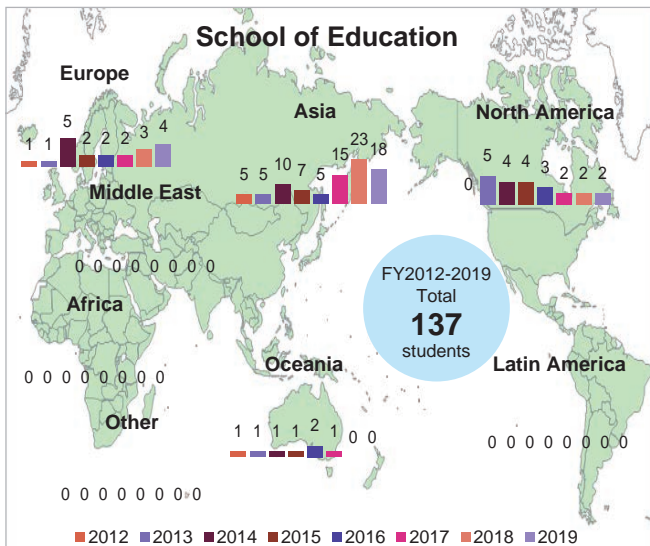 School of Education
Europe
1 1 5 2 2 2 3 4
Asia
5 5 10 7 5 15 23 18
North America
0 5 4 4 3 2 2 2
Middle East
0 0 0 0 0 0 0 0
FY2012-2019
Total
137
students
Africa
0 0 0 0 0 0 0 0
Oceania
1 1 1 1 2 1 0 0
Latin America
0 0 0 0 0 0 0 0
Other
0 0 0 0 0 0 0 0
2012 2013 2014 2015 2016 2017 2018 2019